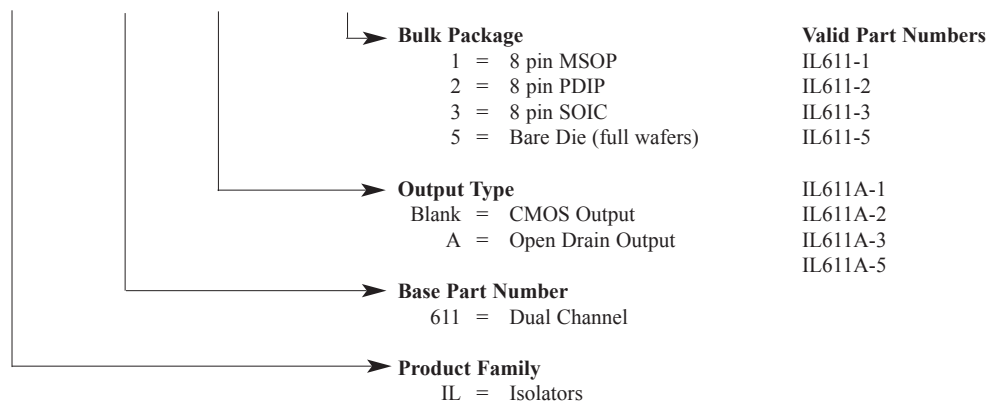 Bulk Package
1 = 8 pin MSOP
2 = 8 pin PDIP
3 = 8 pin SOIC
5 = Bare Die (full wafers)
Output Type
Blank = CMOS Output
A = Open Drain Output
Base Part Number
611 = Dual Channel
Product Family
IL = Isolators
Valid Part Numbers
IL611-1
IL611-2
IL611-3
IL611-5
IL611A-1
IL611A-2
IL611A-3
IL611A-5